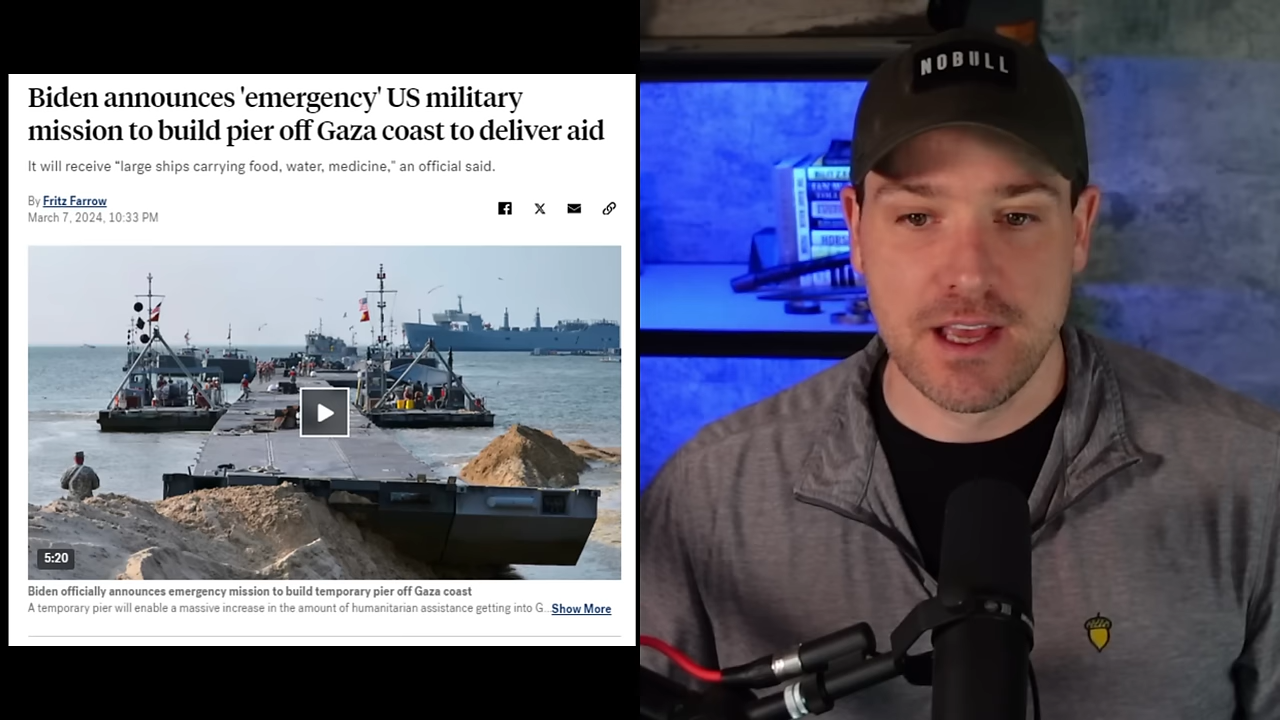 Biden announces 'emergency' US military
mission to build pier off Gaza coast to deliver aid
It will receive “large ships carrying food, water, medicine," an official said.
By Fritz Farrow
March 7, 2024, 10:33 PM
5:20
Biden officially announces emergency mission to build temporary pier off Gaza coast
A temporary pier will enable a massive increase in the amount of humanitarian assistance getting into G...Show More
NOBULL